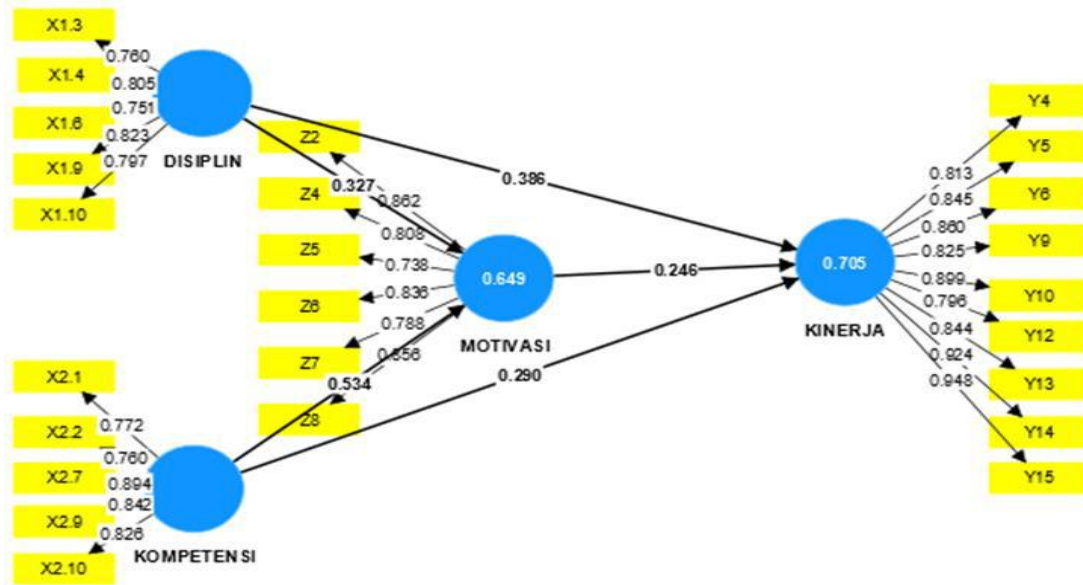 X1.3
X1.4
X1.6
X1.9
X1.10
0.760
0.805
0.751
0.823
0.797
DISIPLIN
X2.1
X2.2
X2.7
X2.9
X2.10
0.772
0.760
0.894
0.842
0.826
KOMPETENSI
Z2
Z4
Z5
Z6
Z7
Z8
0.862
0.808
0.738
0.836
0.788
0.856
0.327
0.534
0.649
MOTIVASI
0.386
0.246
0.290
0.705
KINERJA
0.813
0.845
0.860
0.825
0.899
0.796
0.844
0.924
0.948
Y4
Y5
Y6
Y9
Y10
Y12
Y13
Y14
Y15